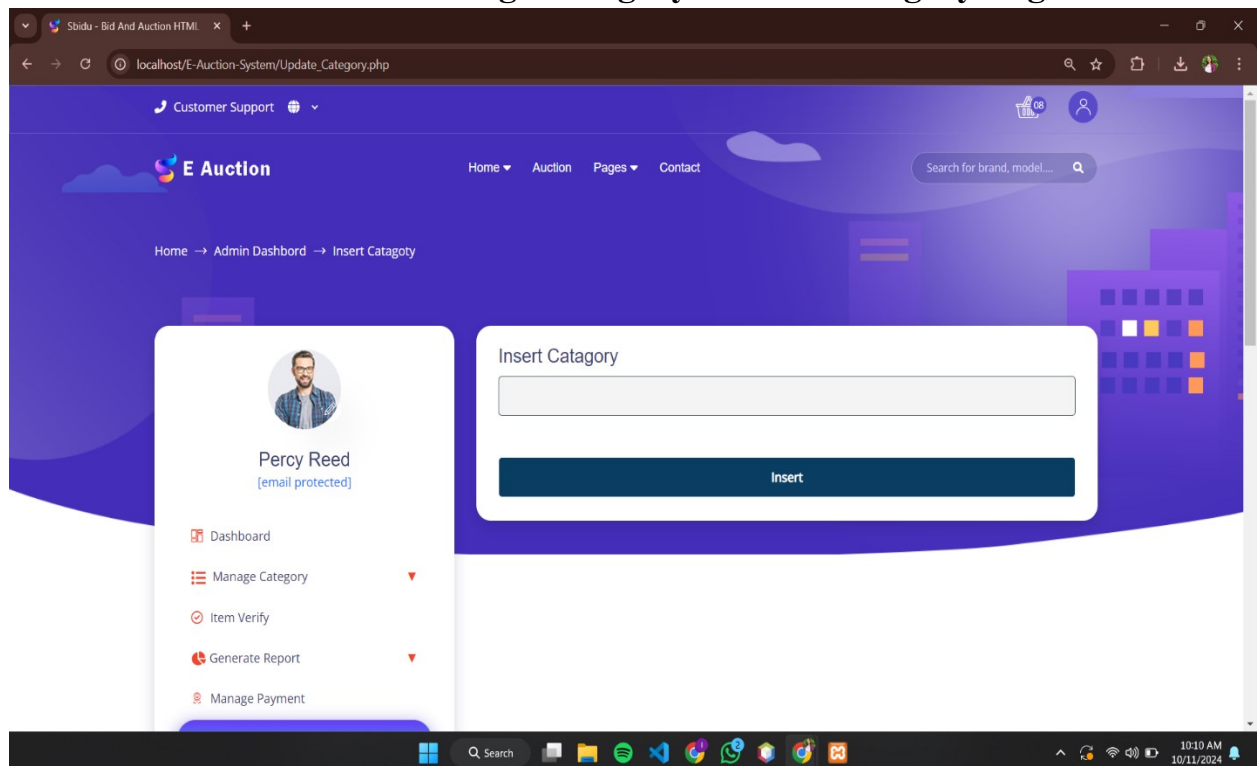 Sbidu - Bid And Auction HTML
localhost/E-Auction-System/Update_Category.php
Customer Support
08
E Auction
Home Auction Pages Contact
Search for brand, model....
Home → Admin Dashbord → Insert Catagoty
Insert Catagory
Insert
Percy Reed
[email protected]
Dashboard
Manage Category
Item Verify
Generate Report
Manage Payment
Search
10:10 AM
10/11/2024